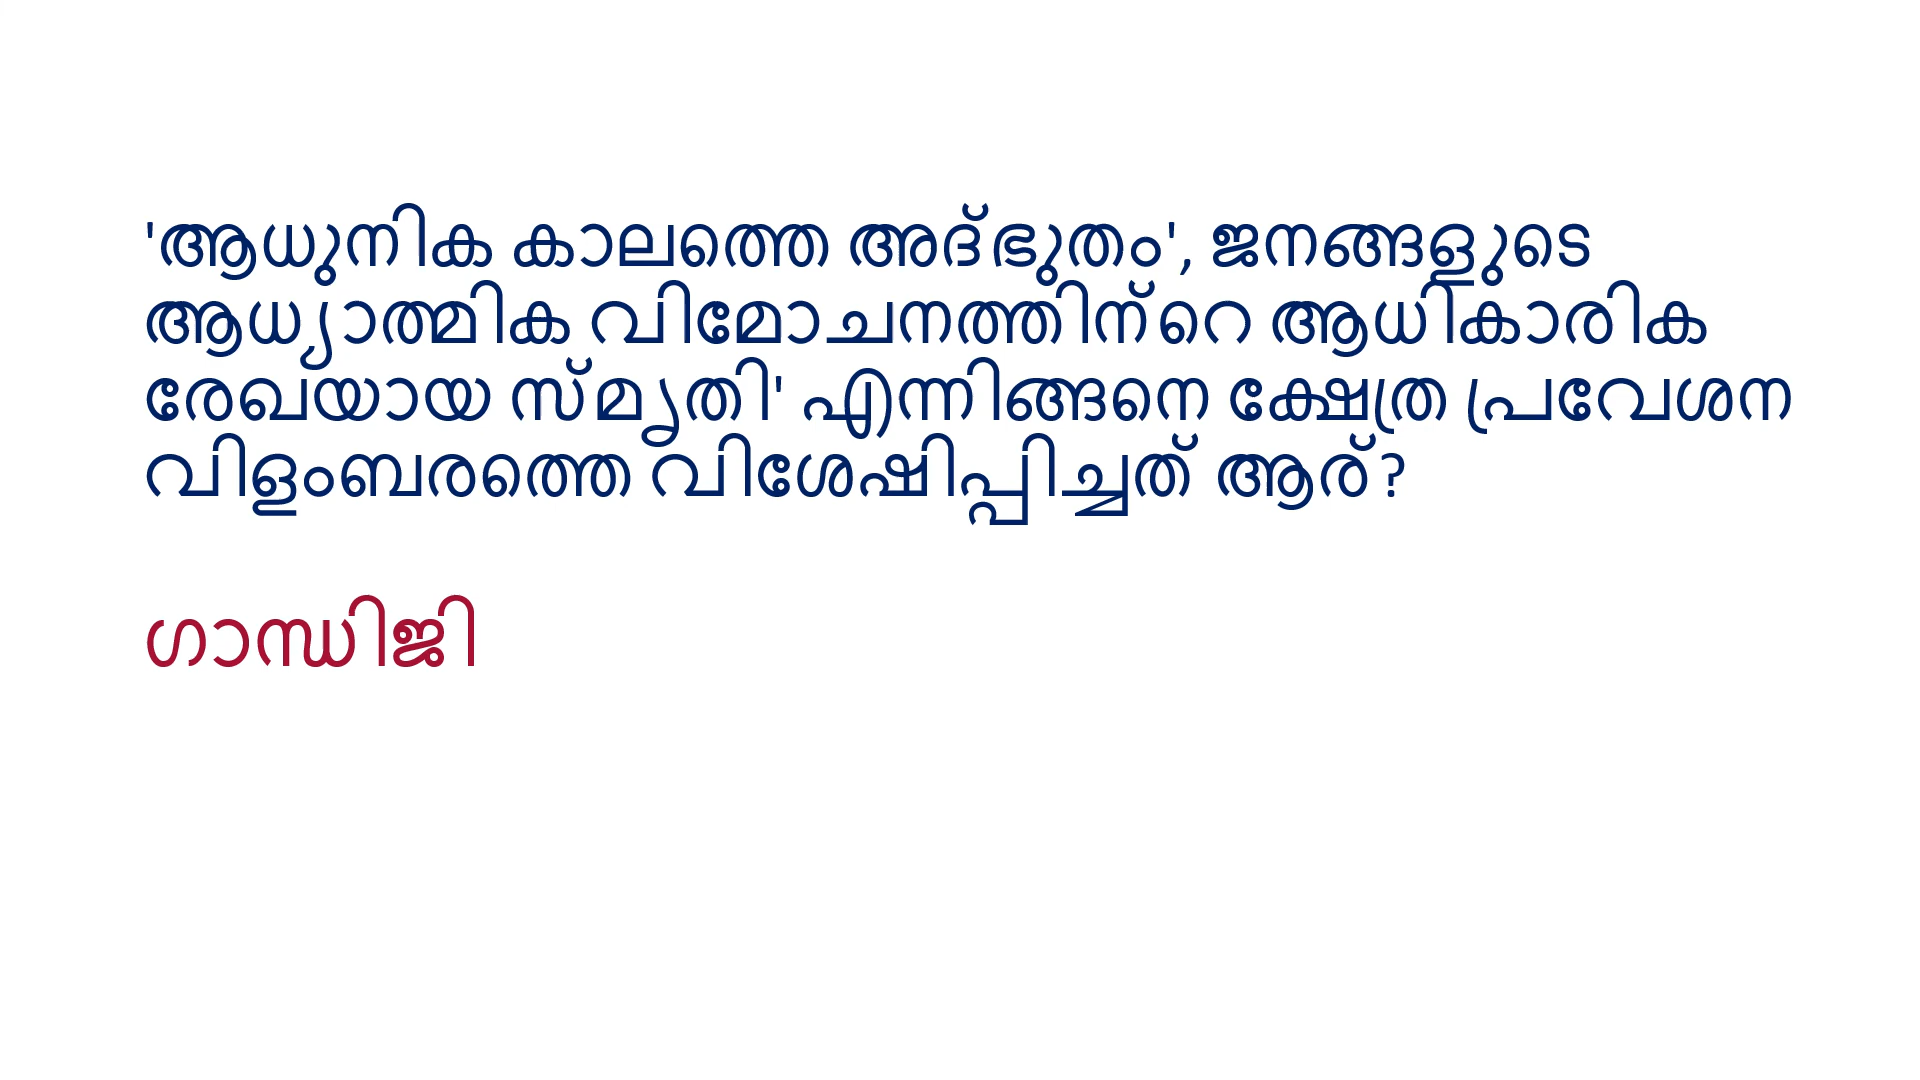 'ആധുനിക കാലത്തെ അദ്ഭുതം', ജനങ്ങളുടെ
ആധ്യാത്മിക വിമോചനത്തിന്റെ ആധികാരിക
രേഖയായ സ്മൃതി' എന്നിങ്ങനെ ക്ഷേത്ര പ്രവേശന
വിളംബരത്തെ വിശേഷിപ്പിച്ചത് ആര്?
ഗാന്ധിജി